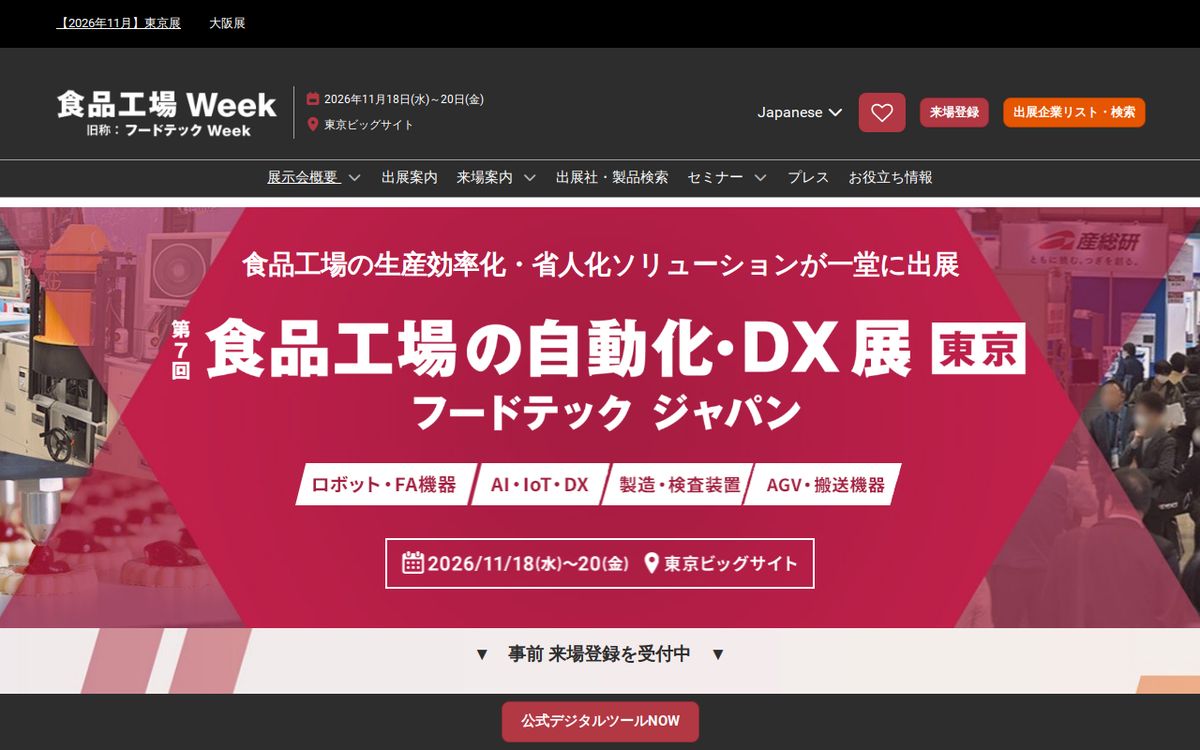 【2026年11月】東京展 大阪展
食品工場 Week
旧称：フードテック Week
2026年11月18日(水)～20日(金)
東京ビッグサイト
Japanese
来場登録
出展企業リスト・検索
展示会概要 出展案内 来場案内 出展社・製品検索 セミナー プレス お役立ち情報
産総研
ともに挑む。つぎを創る。
食品工場の生産効率化・省人化ソリューションが一堂に出展
第7回 食品工場の自動化・DX展 東京
フードテック ジャパン
ロボット・FA機器 AI・IoT・DX 製造・検査装置 AGV・搬送機器
2026/11/18(水)～20(金) 東京ビッグサイト
▼ 事前 来場登録を受付中 ▼
公式デジタルツールNOW